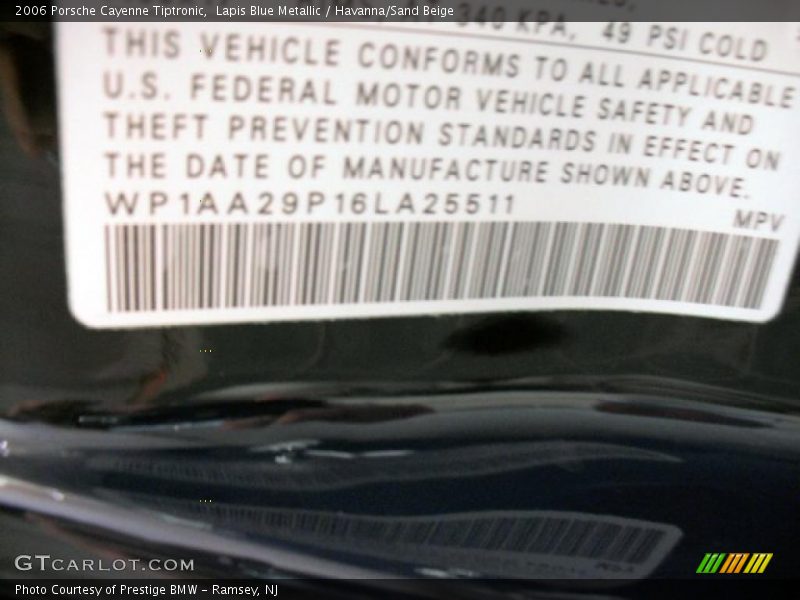 2006 Porsche Cayenne Tiptronic, Lapis Blue Metallic / Havanna/Sand Beige
340 KPA, 49 PSI COLD
THIS VEHICLE CONFORMS TO ALL APPLICABLE
U.S. FEDERAL MOTOR VEHICLE SAFETY AND
THEFT PREVENTION STANDARDS IN EFFECT ON
THE DATE OF MANUFACTURE SHOWN ABOVE.
WP1AA29P16LA25511
MPV
GTCARLOT.COM
Photo Courtesy of Prestige BMW - Ramsey, NJ